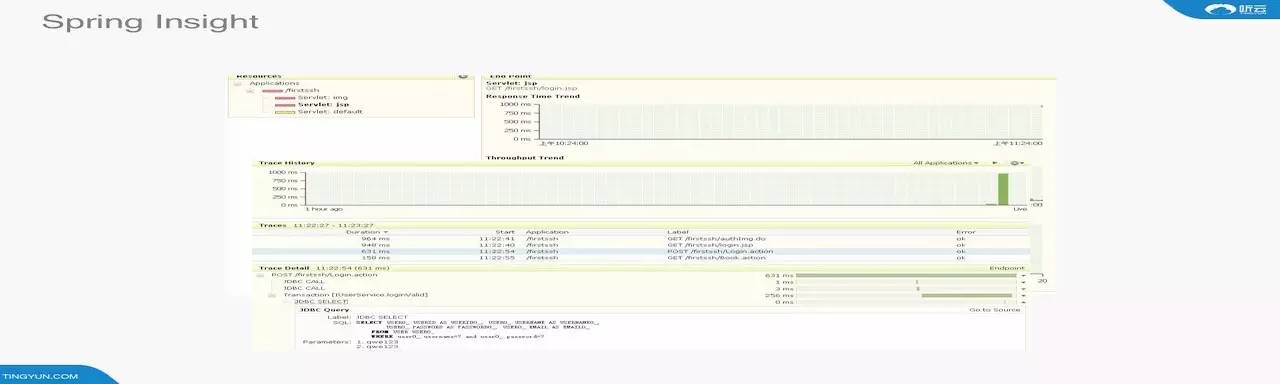 Spring Insight
听云
Resources
Applications
/firstssh
Servlet: img
Servlet: jsp
Servlet: default
End Point
Servlet: jsp
GET /firstssh/login.jsp
Response Time Trend
1000 ms
750 ms
500 ms
250 ms
0 ms
上午10:24:00 上午11:24:00
Throughput Trend
Trace History All Applications
1000 ms
750 ms
500 ms
250 ms
0 ms
1 hour ago Live
:00
Traces 11:22:27 - 11:23:27
Duration Start Application Label Error
964 ms 11:22:41 /firstssh GET /firstssh/authImg.do ok
948 ms 11:22:40 /firstssh GET /firstssh/login.jsp ok
631 ms 11:22:54 /firstssh POST /firstssh/Login.action ok
158 ms 11:22:55 /firstssh GET /firstssh/Book.action ok
Trace Detail 11:22:54 (631 ms) Endpoint
POST /firstssh/Login.action 631 ms
JDBC CALL 1 ms
JDBC CALL 3 ms
20
Transaction [IUserService.loginValid] 256 ms
JDBC SELECT 0 ms
JDBC Query Go to Source
Label: JDBC SELECT
SQL: SELECT USER0_.USERID AS USERID0_, USER0_.USERNAME AS USERNAME0_,
USER0_.PASSWORD AS PASSWORD0_, USER0_.EMAIL AS EMAIL0_
FROM USER USER0_
WHERE user0_.username=? and user0_.password=?
Parameters: 1. qwe123
2. qwe123
TINGYUN.COM